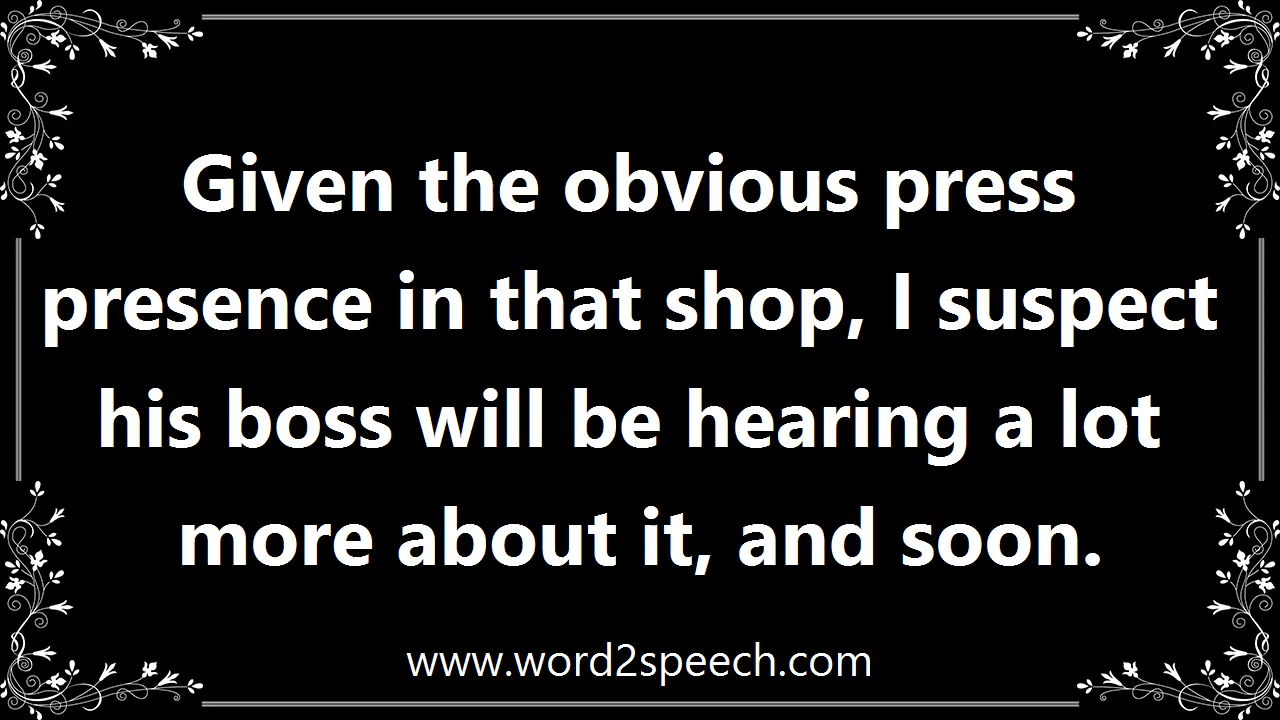 Given the obvious press
presence in that shop, I suspect
his boss will be hearing a lot
more about it, and soon.
www.word2speech.com